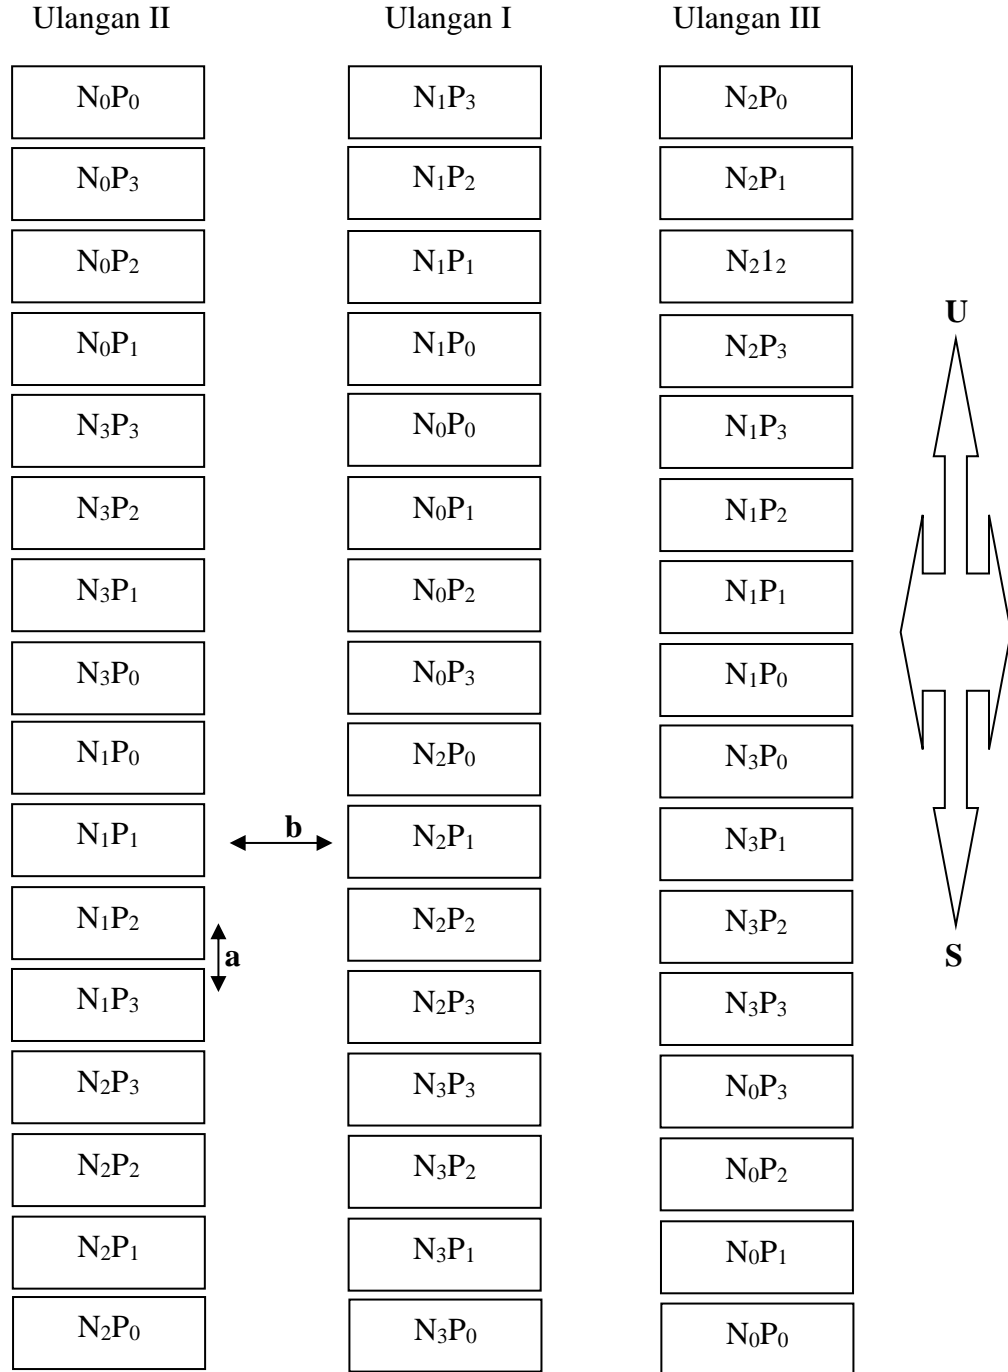 Ulangan II Ulangan I Ulangan III
N₀P₀ N₁P₃ N₂P₀
N₀P₃ N₁P₂ N₂P₁
N₀P₂ N₁P₁ N₂1₂
U
N₀P₁ N₁P₀ N₂P₃
N₃P₃ N₀P₀ N₁P₃
N₃P₂ N₀P₁ N₁P₂
N₃P₁ N₀P₂ N₁P₁
N₃P₀ N₀P₃ N₁P₀
N₁P₀ N₂P₀ N₃P₀
N₁P₁ b N₂P₁ N₃P₁
N₁P₂ N₂P₂ N₃P₂
a S
N₁P₃ N₂P₃ N₃P₃
N₂P₃ N₃P₃ N₀P₃
N₂P₂ N₃P₂ N₀P₂
N₂P₁ N₃P₁ N₀P₁
N₂P₀ N₃P₀ N₀P₀